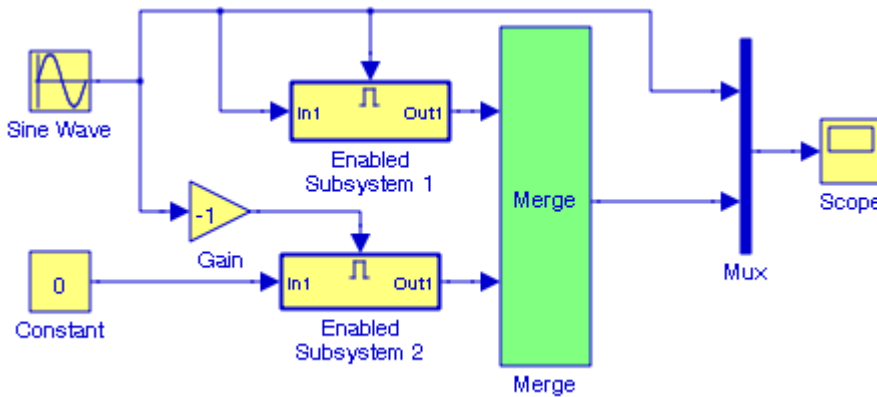 Sine Wave
In1
Out1
Enabled
Subsystem 1
-1
Gain
0
Constant
In1
Out1
Enabled
Subsystem 2
Merge
Merge
Mux
Scope